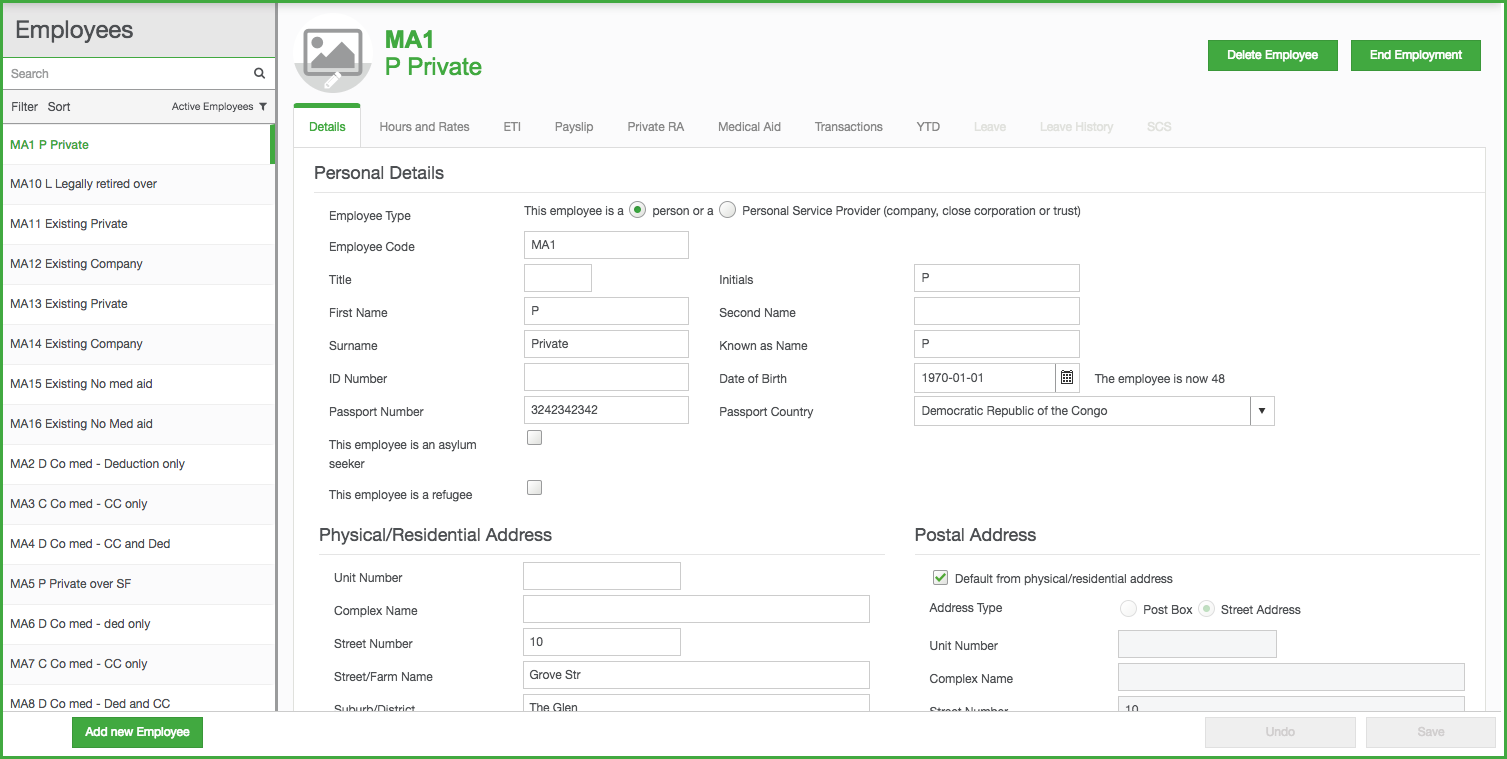 Employees
Search
Filter Sort Active Employees
MA1 P Private
MA10 L Legally retired over
MA11 Existing Private
MA12 Existing Company
MA13 Existing Private
MA14 Existing Company
MA15 Existing No med aid
MA16 Existing No Med aid
MA2 D Co med - Deduction only
MA3 C Co med - CC only
MA4 D Co med - CC and Ded
MA5 P Private over SF
MA6 D Co med - ded only
MA7 C Co med - CC only
MA8 D Co med - Ded and CC
Add new Employee
MA1
P Private
Delete Employee End Employment
Details Hours and Rates ETI Payslip Private RA Medical Aid Transactions YTD Leave Leave History SCS
Personal Details
Employee Type This employee is a person or a Personal Service Provider (company, close corporation or trust)
Employee Code MA1
Title Initials P
First Name P Second Name
Surname Private Known as Name P
ID Number Date of Birth 1970-01-01 The employee is now 48
Passport Number 3242342342 Passport Country Democratic Republic of the Congo
This employee is an asylum
seeker
This employee is a refugee
Physical/Residential Address
Unit Number
Complex Name
Street Number 10
Street/Farm Name Grove Str
Suburb/District The Glen
Postal Address
Default from physical/residential address
Address Type Post Box Street Address
Unit Number
Complex Name
Street Number 10
Undo Save